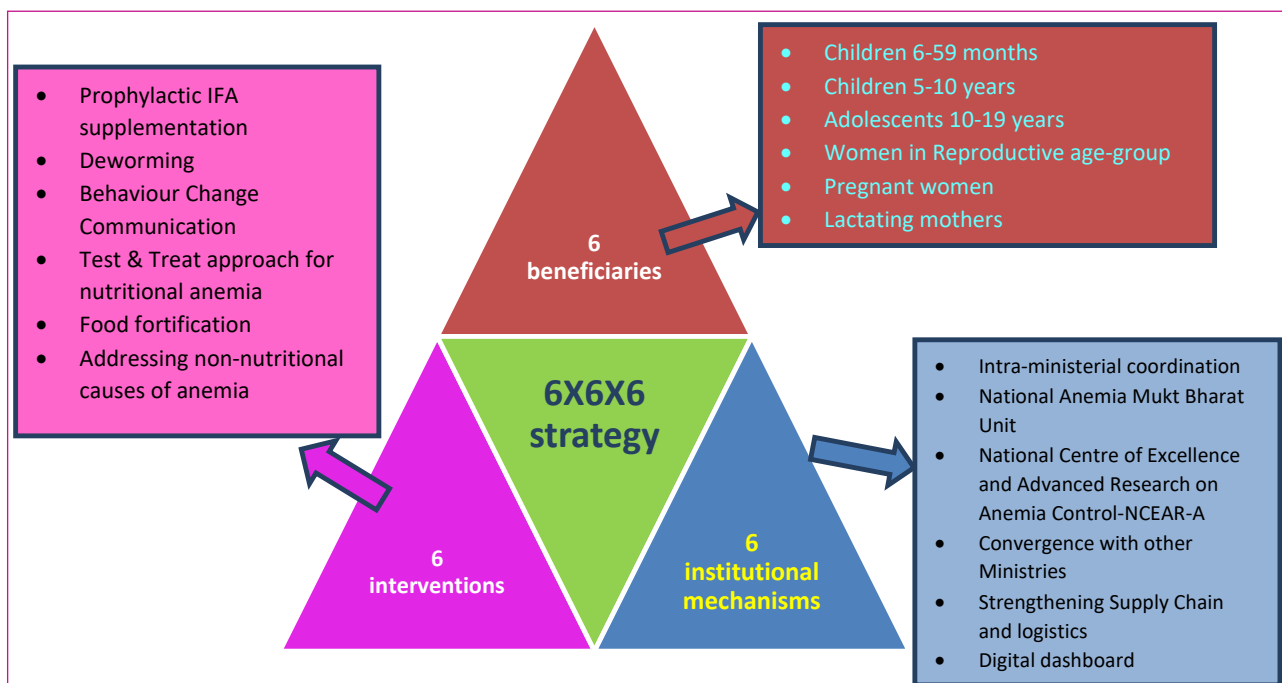 • Prophylactic IFA
supplementation
• Deworming
• Behaviour Change
Communication
• Test & Treat approach for
nutritional anemia
• Food fortification
• Addressing non-nutritional
causes of anemia
• Children 6-59 months
• Children 5-10 years
• Adolescents 10-19 years
• Women in Reproductive age-group
• Pregnant women
• Lactating mothers
6
beneficiaries
6X6X6
strategy
6
interventions
6
institutional
mechanisms
• Intra-ministerial coordination
• National Anemia Mukt Bharat
Unit
• National Centre of Excellence
and Advanced Research on
Anemia Control-NCEAR-A
• Convergence with other
Ministries
• Strengthening Supply Chain
and logistics
• Digital dashboard